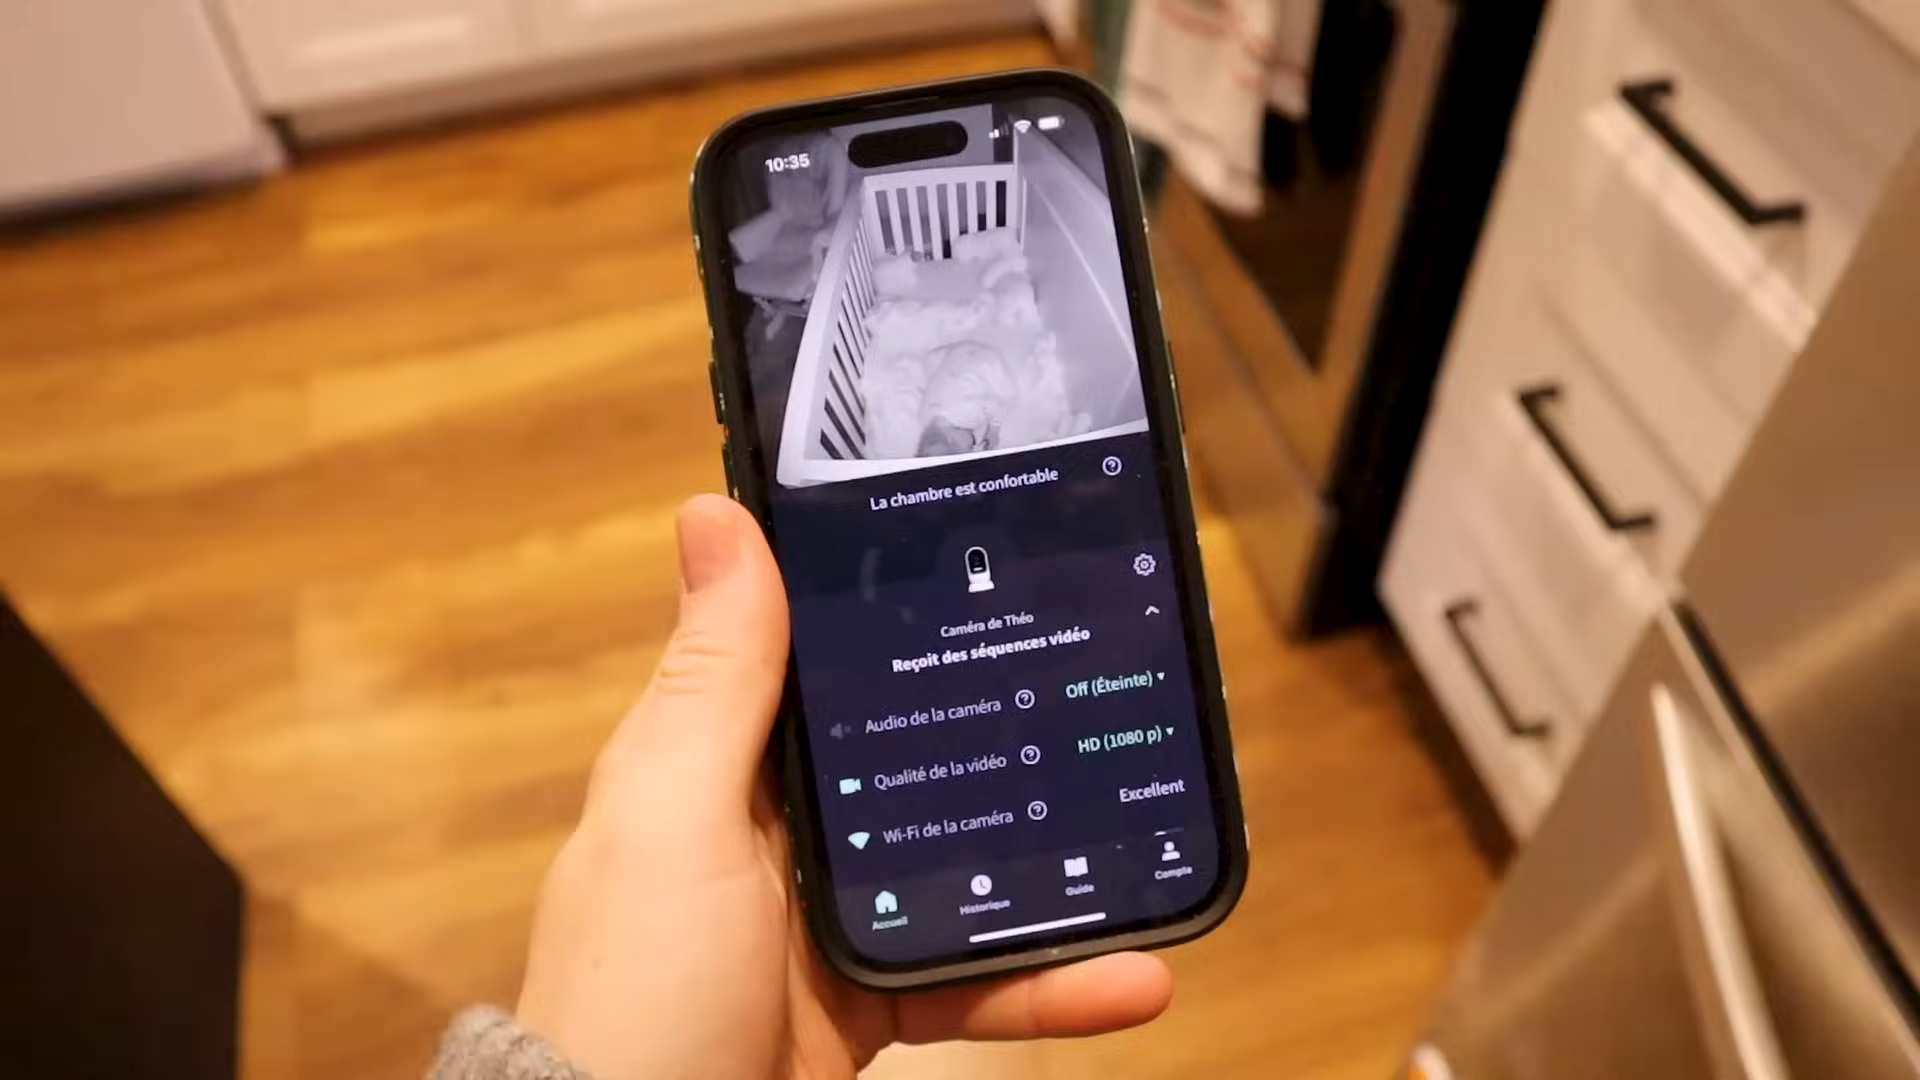 10:35
La chambre est confortable
Caméra de Théo
Reçoit des séquences vidéo
Audio de la caméra
Off (Éteinte)
Qualité de la vidéo
HD (1080 p)
Wi-Fi de la caméra
Excellent
Accueil
Historique
Guide
Compte